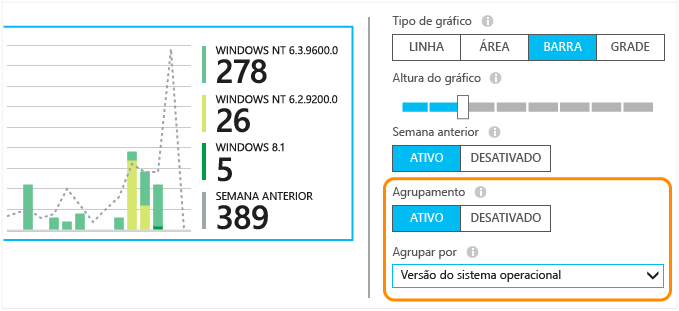 WINDOWS NT 6.3.9600.0
278
WINDOWS NT 6.2.9200.0
26
WINDOWS 8.1
5
SEMANA ANTERIOR
389
Tipo de gráfico
LINHA ÁREA BARRA GRADE
Altura do gráfico
Semana anterior
ATIVO DESATIVADO
Agrupamento
ATIVO DESATIVADO
Agrupar por
Versão do sistema operacional